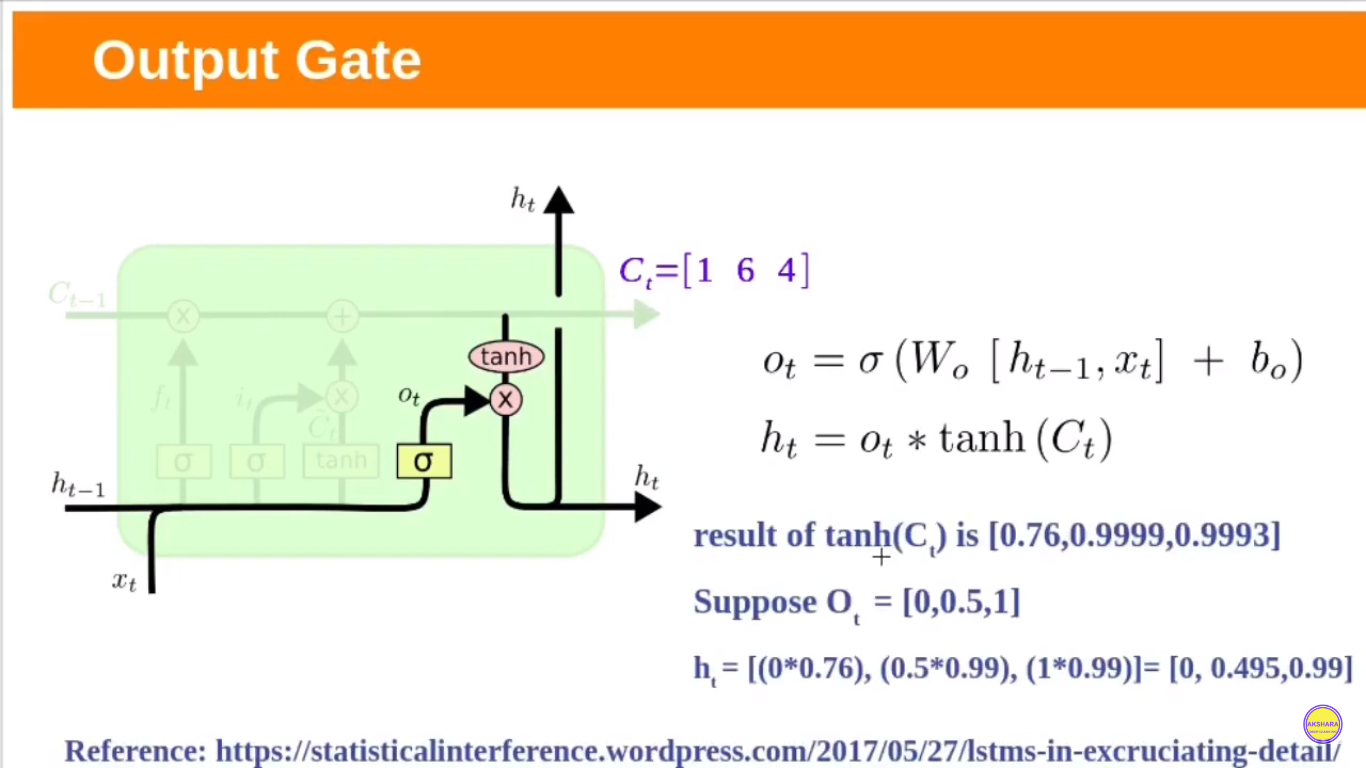 Output Gate
h_t
C_t=[1 6 4]
C_{t-1}
x
+
tanh
o_t = σ (W_o [h_{t-1}, x_t] + b_o)
f_t
i_t
x
o_t
x
C̃_t
h_t = o_t * tanh (C_t)
σ
σ
tanh
σ
h_{t-1}
h_t
result of tanh(C_t) is [0.76,0.9999,0.9993]
x_t
Suppose O_t = [0,0.5,1]
h_t = [(0*0.76), (0.5*0.99), (1*0.99)]= [0, 0.495,0.99]
AKSHARA
Reference: https://statisticalinterference.wordpress.com/2017/05/27/lstms-in-excruciating-detail/